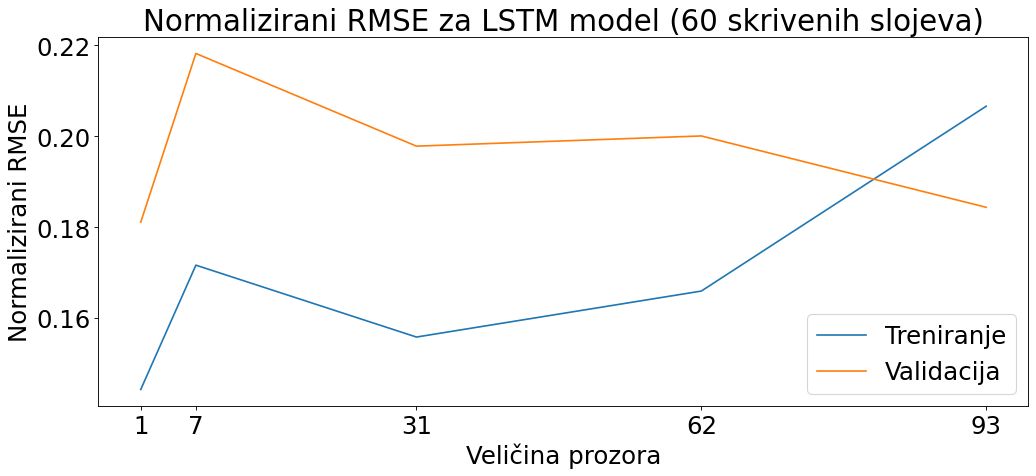 Normalizirani RMSE za LSTM model (60 skrivenih slojeva)
Normalizirani RMSE
0.22
0.20
0.18
0.16
Treniranje
Validacija
1 7 31 62 93
Veličina prozora